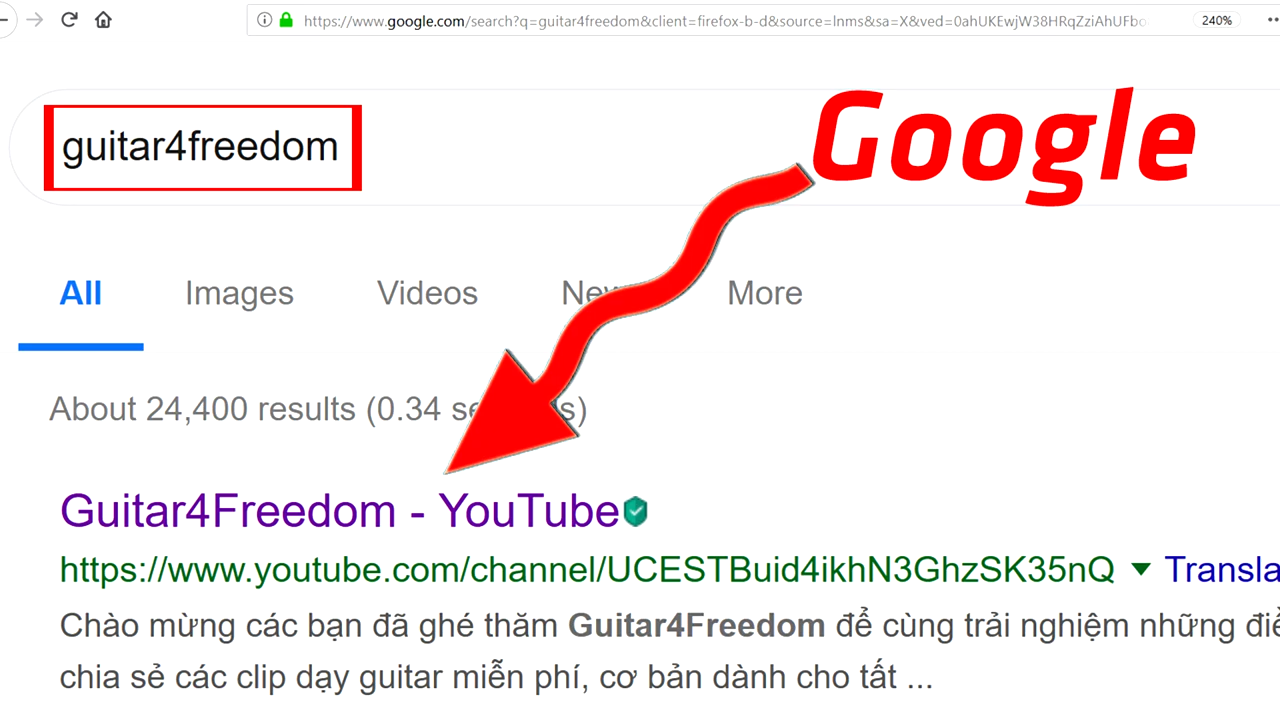 https://www.google.com/search?q=guitar4freedom&client=firefox-b-d&source=lnms&sa=X&ved=0ahUKEwjW38HRqZziAhUFbo
240%
guitar4freedom
Google
All Images Videos More
About 24,400 results (0.34
Guitar4Freedom - YouTube
https://www.youtube.com/channel/UCESTBuid4ikhN3GhzSK35nQ Transla
Chào mừng các bạn đã ghé thăm Guitar4Freedom để cùng trải nghiệm những
chia sẻ các clip dạy guitar miễn phí, cơ bản dành cho tất ...